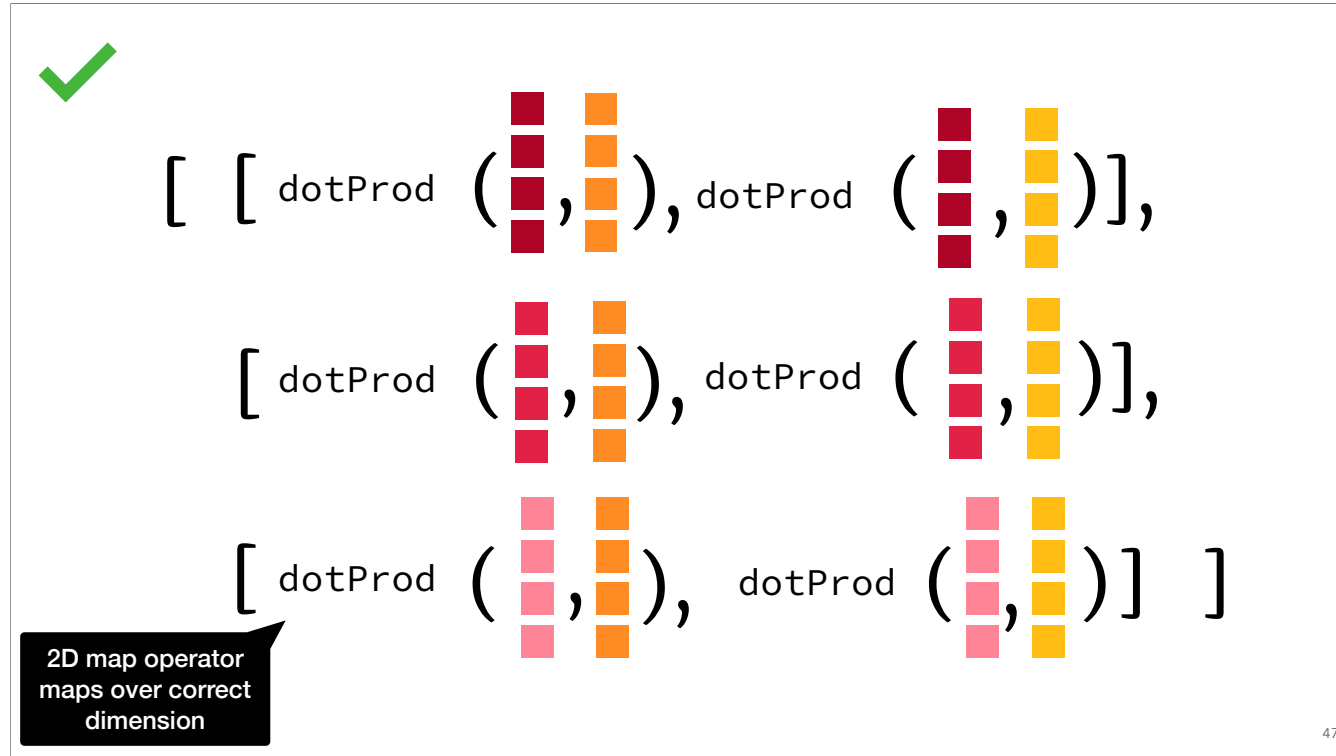 [ [ dotProd ( , ), dotProd ( , )],
[ dotProd ( , ), dotProd ( , )],
[ dotProd ( , ), dotProd ( , )] ]
2D map operator
maps over correct
dimension
47